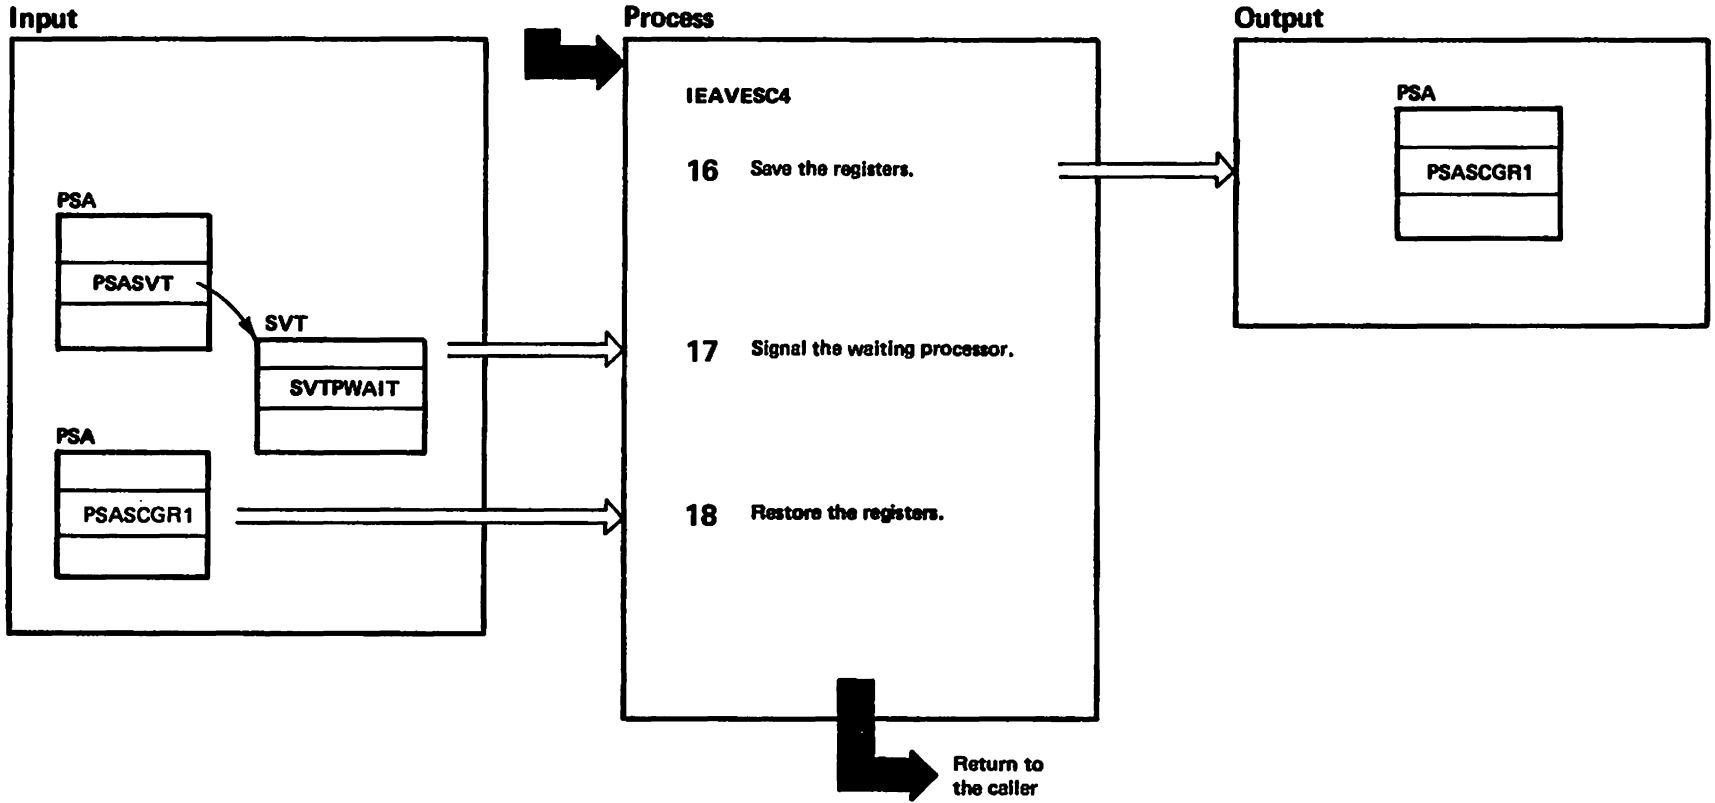 Input
PSA
PSASVT
SVT
SVTPWAIT
PSA
PSASCGR1
Process
IEAVESC4
16 Save the registers.
17 Signal the waiting processor.
18 Restore the registers.
Return to
the caller
Output
PSA
PSASCGR1